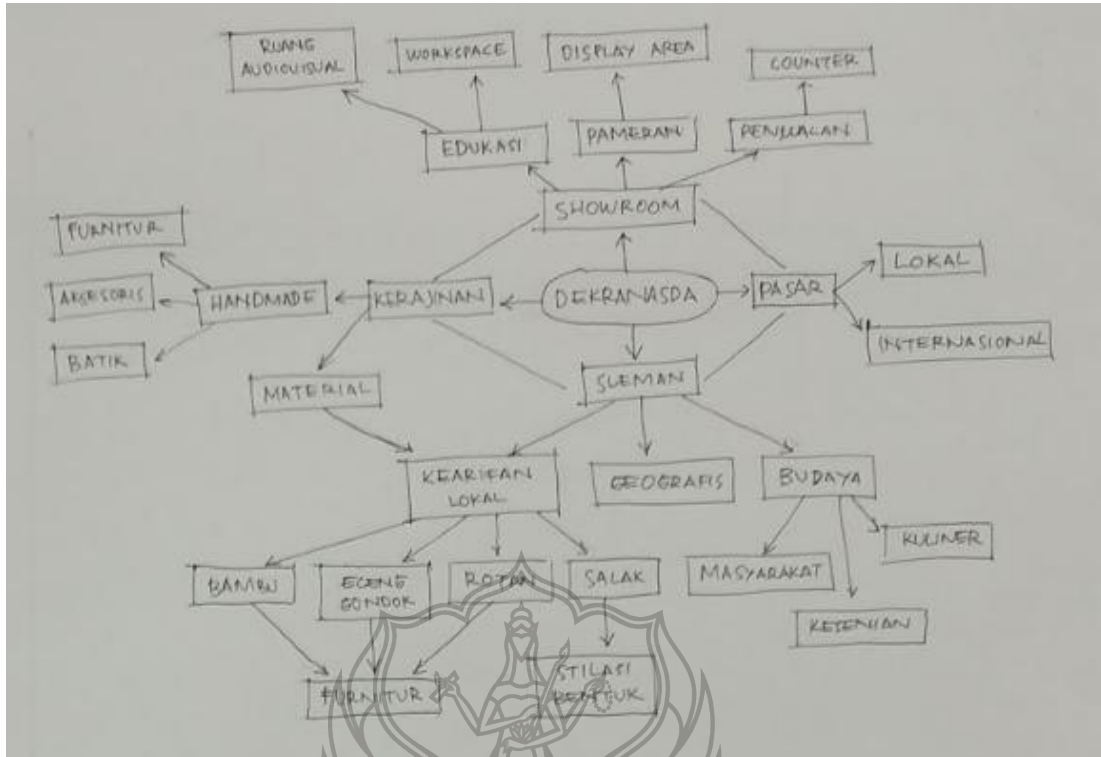 RUANG
AUDIOVISUAL
WORKSPACE
DISPLAY AREA
COUNTER
EDUKASI
PAMERAN
PENJUALAN
SHOWROOM
FURNITUR
AKSESORIS
BATIK
HANDMADE
KERAJINAN
DEKRANASDA
PASAR
LOKAL
INTERNASIONAL
MATERIAL
SLEMAN
KEARIFAN
LOKAL
GEOGRAFIS
BUDAYA
KULINER
BAMBU
ECENG
GONDOK
ROTAN
SALAK
MASYARAKAT
KESENIAN
FURNITUR
STILASI
BENTUK